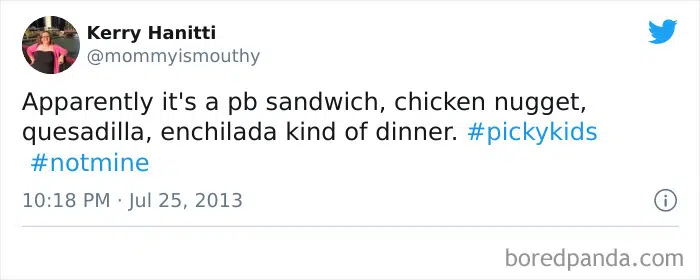 Kerry Hanitti
@mommyismouthy
Apparently it's a pb sandwich, chicken nugget,
quesadilla, enchilada kind of dinner. #pickykids
#notmine
10:18 PM · Jul 25, 2013
boredpanda.com